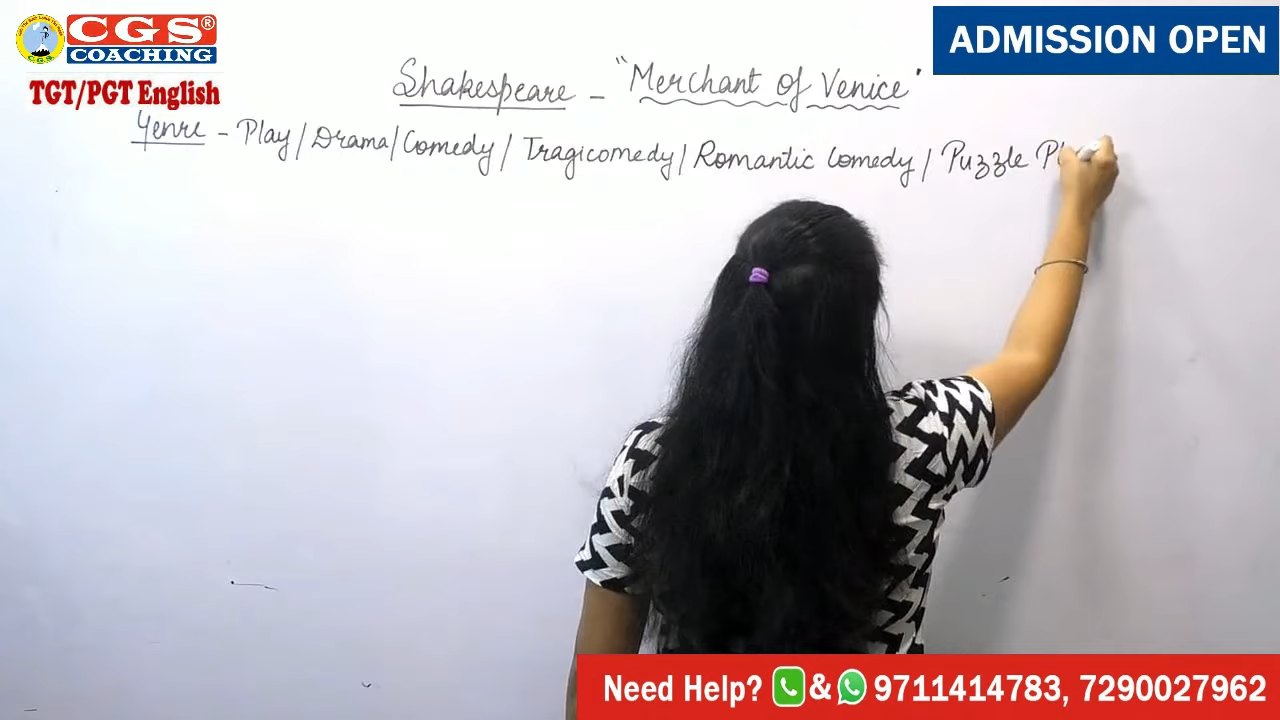 CGS®
COACHING
C.G.S.
TGT/PGT English
ADMISSION OPEN
Shakespeare - "Merchant of Venice"
Genre - Play / Drama / Comedy / Tragicomedy / Romantic Comedy / Puzzle Pl
Need Help? & 9711414783, 7290027962